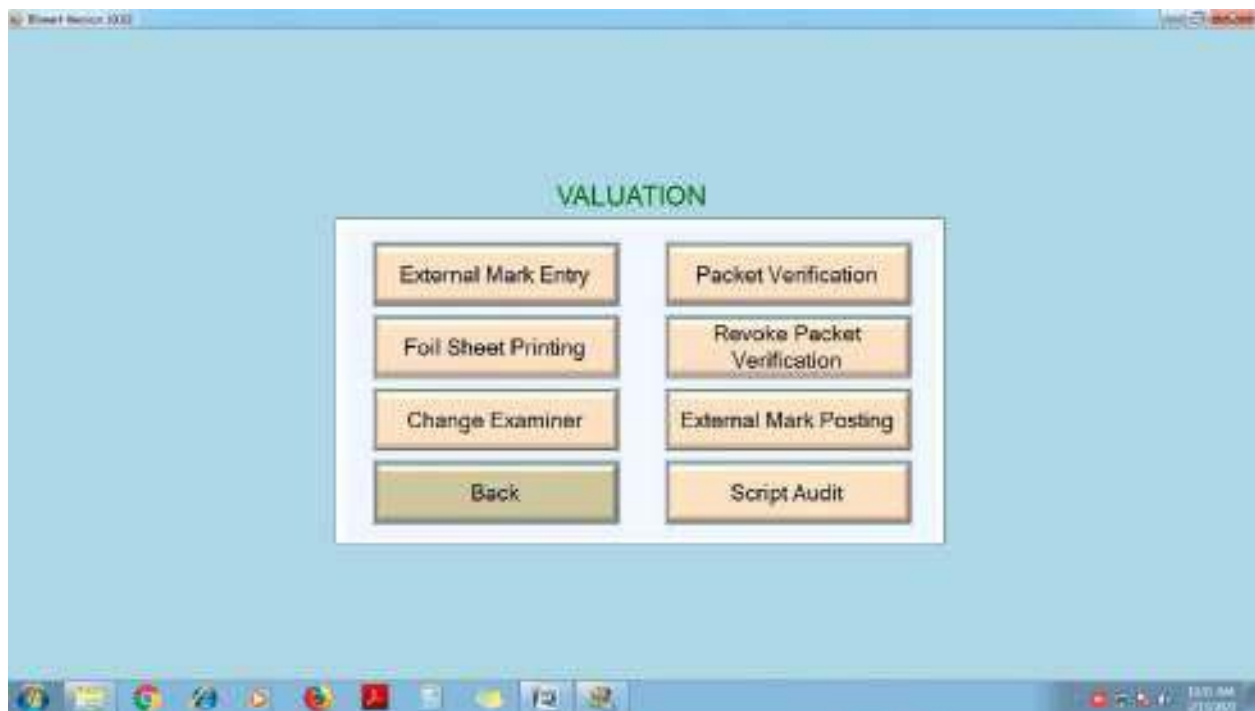 VALUATION
External Mark Entry
Packet Verification
Foil Sheet Printing
Revoke Packet
Verification
Change Examiner
External Mark Posting
Back
Script Audit